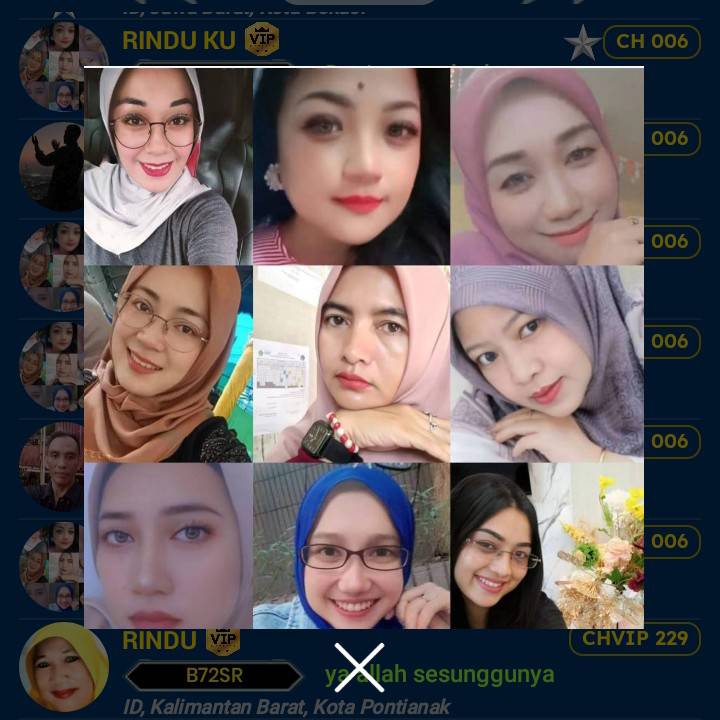 RINDU KU VIP
CH 006
006
006
006
006
006
RINDU VIP
CHVIP 229
B72SR
ya allah sesunggunya
ID, Kalimantan Barat, Kota Pontianak